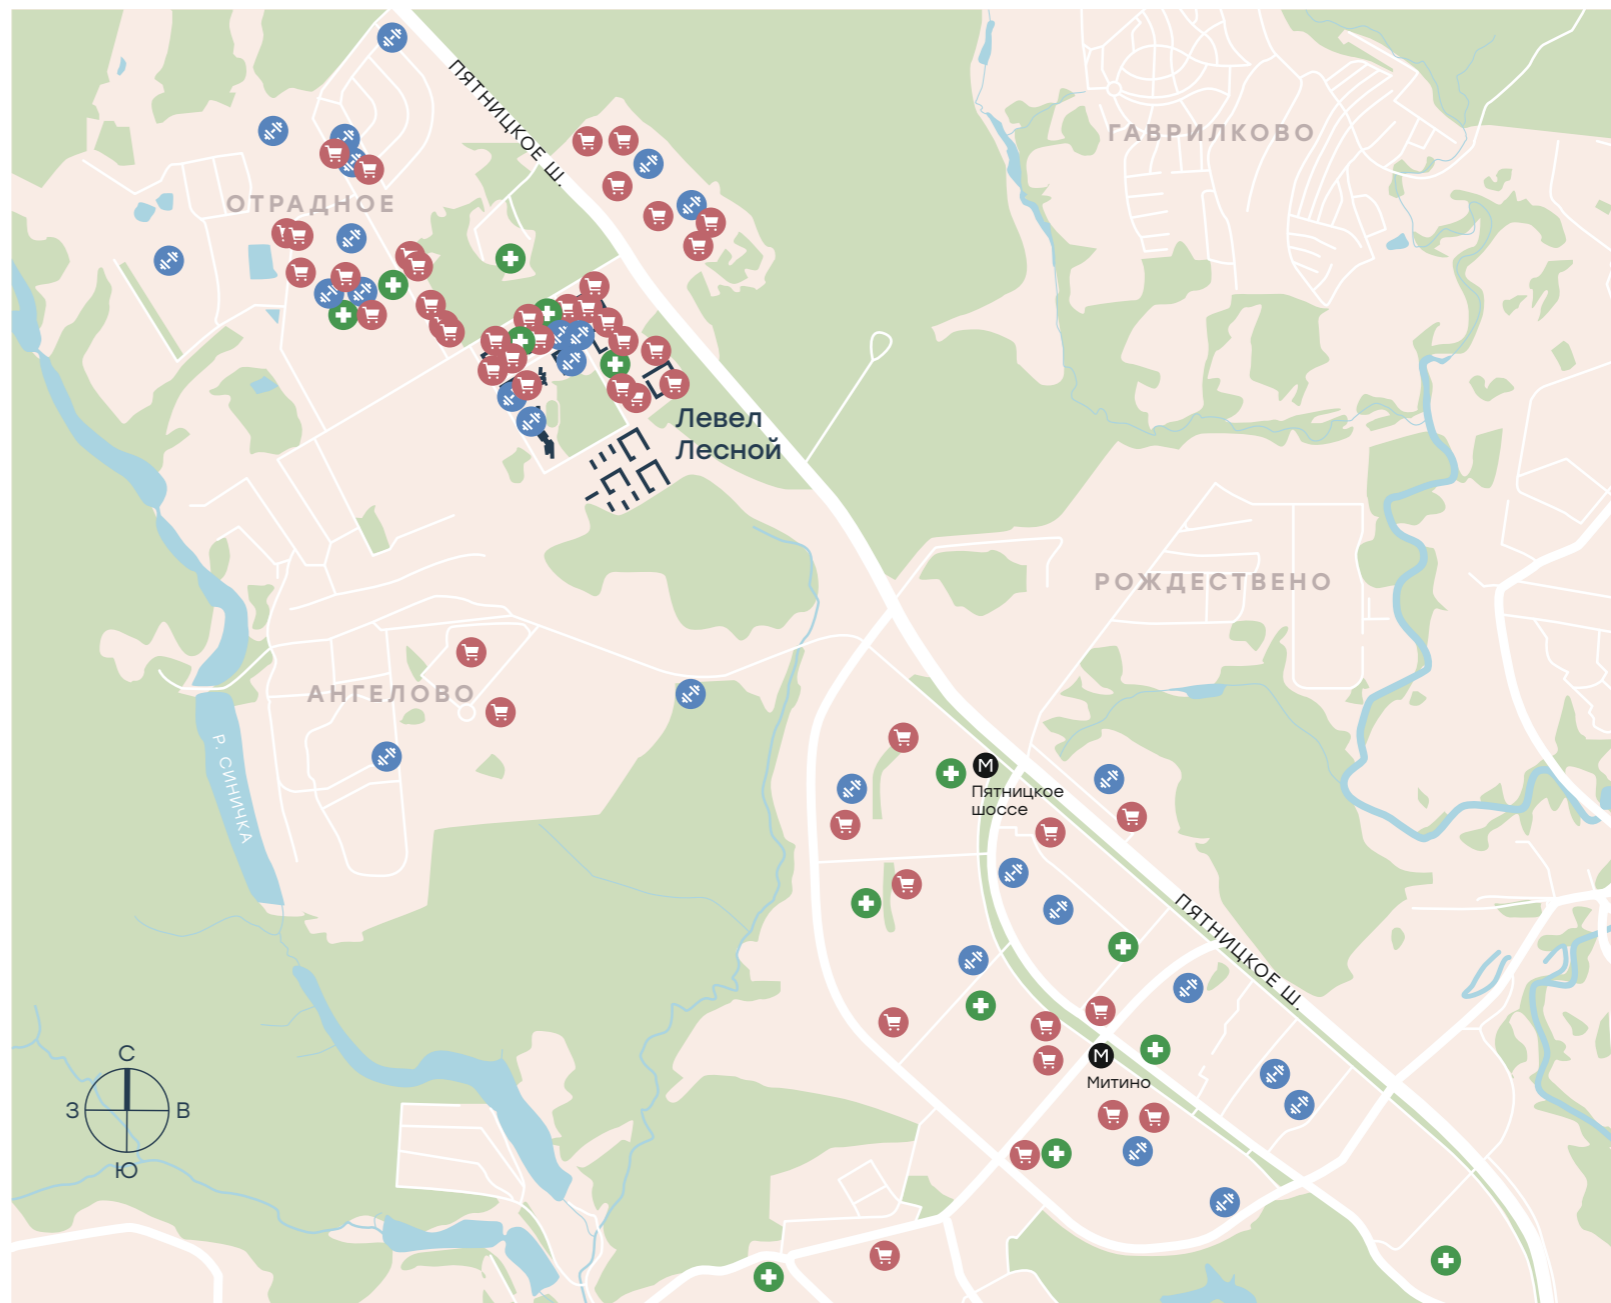 ПЯТНИЦКОЕ Ш.
ГАВРИЛКОВО
ОТРАДНОЕ
Левел
Лесной
РОЖДЕСТВЕНО
АНГЕЛОВО
Р. СИНИЧКА
М
Пятницкое
шоссе
ПЯТНИЦКОЕ Ш.
М
Митино
С
З В
Ю